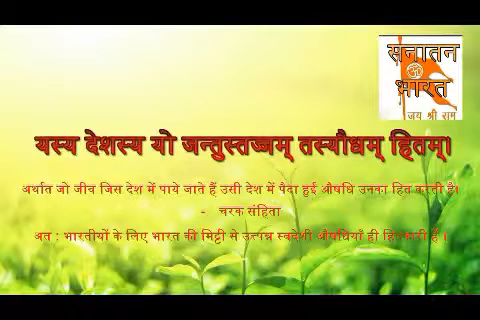 सनातन
भारत
जय श्री राम
यस्य देशस्य यो जन्तुस्तज्जम् तस्यौधम् हितम्।
अर्थात जो जीव जिस देश में पाये जाते हैं उसी देश में पैदा हुई औषधि उनका हित करती है।
- चरक संहिता
अत : भारतीयों के लिए भारत की मिट्टी से उत्पन्न स्वदेशी औषधियाँ ही हितकारी हैं ।